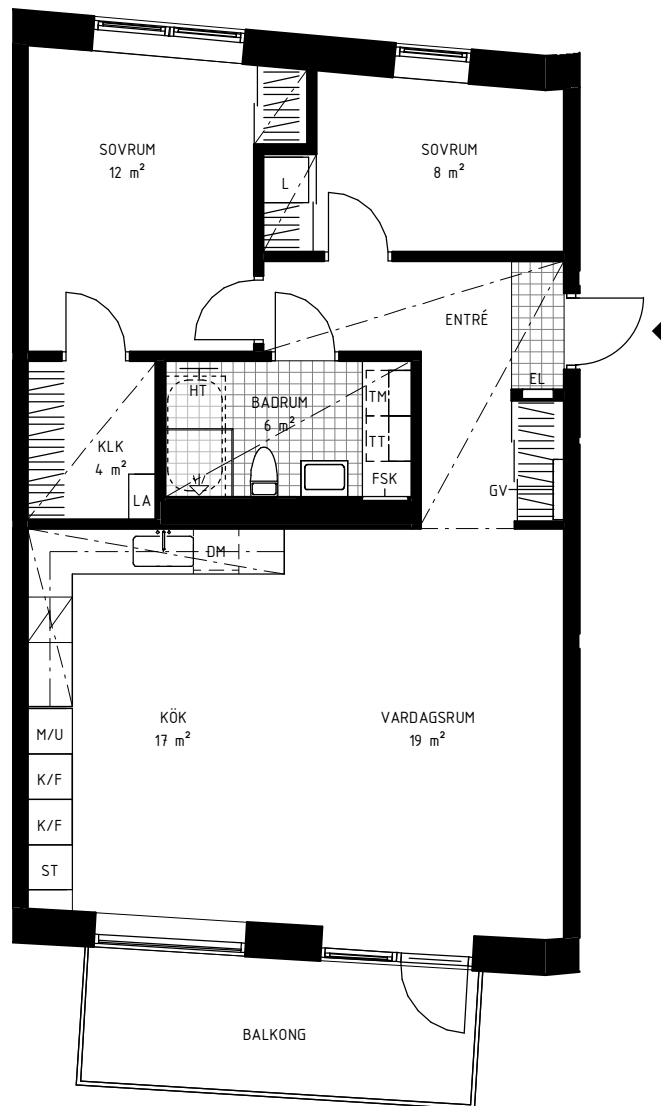 SOVRUM
12 m²
SOVRUM
8 m²
L
ENTRÉ
EL
HT
BADRUM
6 m²
TM
TT
FSK
KLK
4 m²
LA
GV
DM
KÖK
17 m²
VARDAGSRUM
19 m²
M/U
K/F
K/F
ST
BALKONG